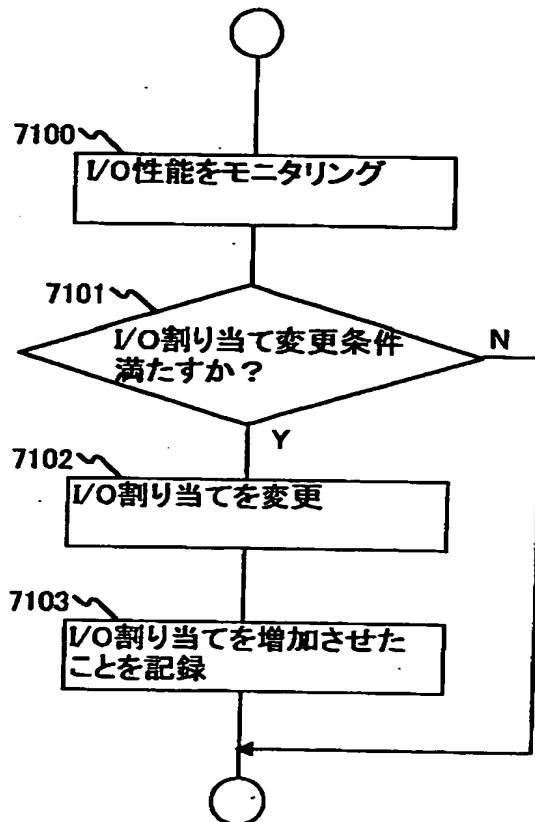 7100
I/O性能をモニタリング
7101
I/O割り当て変更条件
満たすか？
N
Y
7102
I/O割り当てを変更
7103
I/O割り当てを増加させた
ことを記録